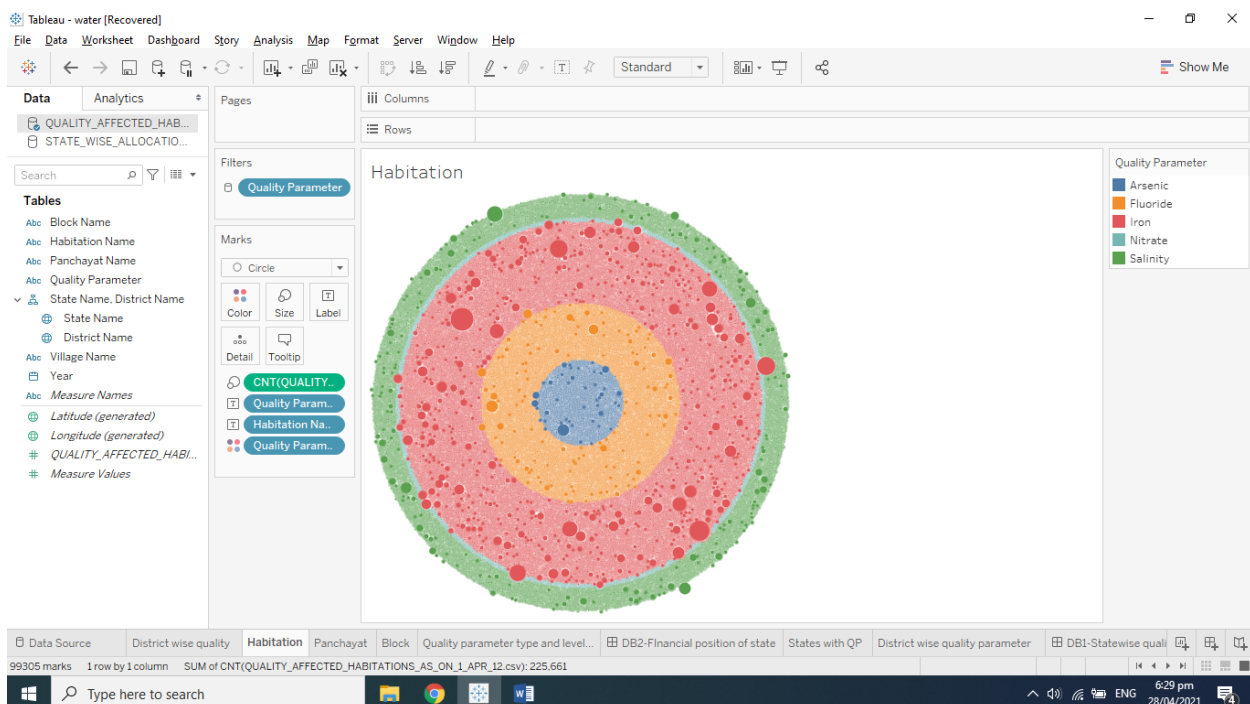 Tableau - water [Recovered]
File Data Worksheet Dashboard Story Analysis Map Format Server Window Help
Standard
Show Me
Data Analytics
QUALITY_AFFECTED_HAB...
STATE_WISE_ALLOCATIO...
Search
Tables
Abc Block Name
Abc Habitation Name
Abc Panchayat Name
Abc Quality Parameter
State Name, District Name
State Name
District Name
Abc Village Name
Year
Abc Measure Names
Latitude (generated)
Longitude (generated)
# QUALITY_AFFECTED_HABI...
# Measure Values
Pages
Filters
Quality Parameter
Marks
Circle
Color Size Label
Detail Tooltip
CNT(QUALITY..
Quality Param..
Habitation Na..
Quality Param..
Columns
Rows
Habitation
Quality Parameter
Arsenic
Fluoride
Iron
Nitrate
Salinity
Data Source District wise quality Habitation Panchayat Block Quality parameter type and level... DB2-FInancial position of state States with QP District wise quality parameter DB1-Statewise quali
99305 marks 1 row by 1 column SUM of CNT(QUALITY_AFFECTED_HABITATIONS_AS_ON_1_APR_12.csv): 225,661
Type here to search
ENG
6:29 pm
28/04/2021
4